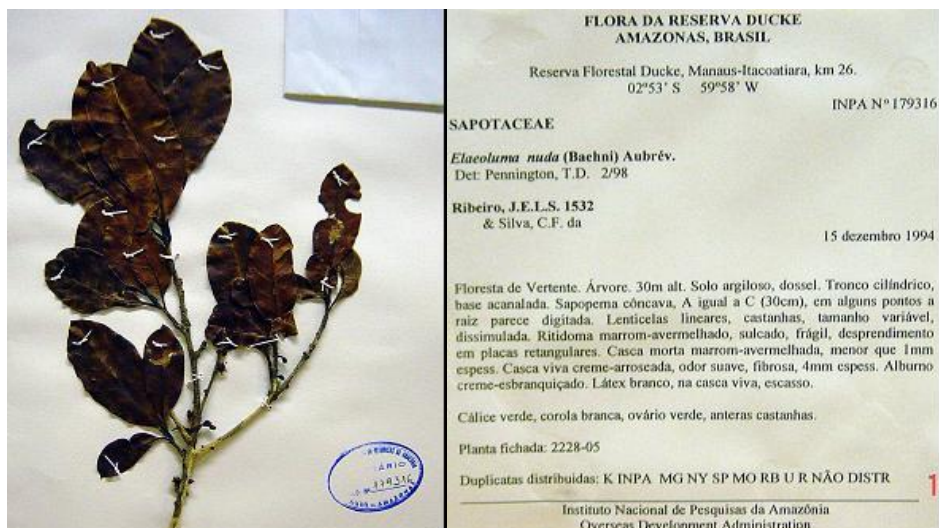 FLORA DA RESERVA DUCKE
AMAZONAS, BRASIL
Reserva Florestal Ducke, Manaus-Itacoatiara, km 26.
02°53' S 59°58' W
INPA Nº 179316
SAPOTACEAE
Elaeoluma nuda (Baehni) Aubrév.
Det: Pennington, T.D. 2/98
Ribeiro, J.E.L.S. 1532
& Silva, C.F. da
15 dezembro 1994
Floresta de Vertente. Árvore. 30m alt. Solo argiloso, dossel. Tronco cilíndrico,
base acanalada. Sapopema côncava, A igual a C (30cm), em alguns pontos a
raiz parece digitada. Lenticelas lineares, castanhas, tamanho variável,
dissimulada. Ritidoma marrom-avermelhado, sulcado, frágil, desprendimento
em placas retangulares. Casca morta marrom-avermelhada, menor que 1mm
espess. Casca viva creme-arroseada, odor suave, fibrosa, 4mm espess. Alburno
creme-esbranquiçado. Látex branco, na casca viva, escasso.
Cálice verde, corola branca, ovário verde, anteras castanhas.
Planta fichada: 2228-05
Duplicatas distribuidas: K INPA MG NY SP MO RB U R NÃO DISTR
1
Instituto Nacional de Pesquisas da Amazônia
Overseas Development Administration
179316